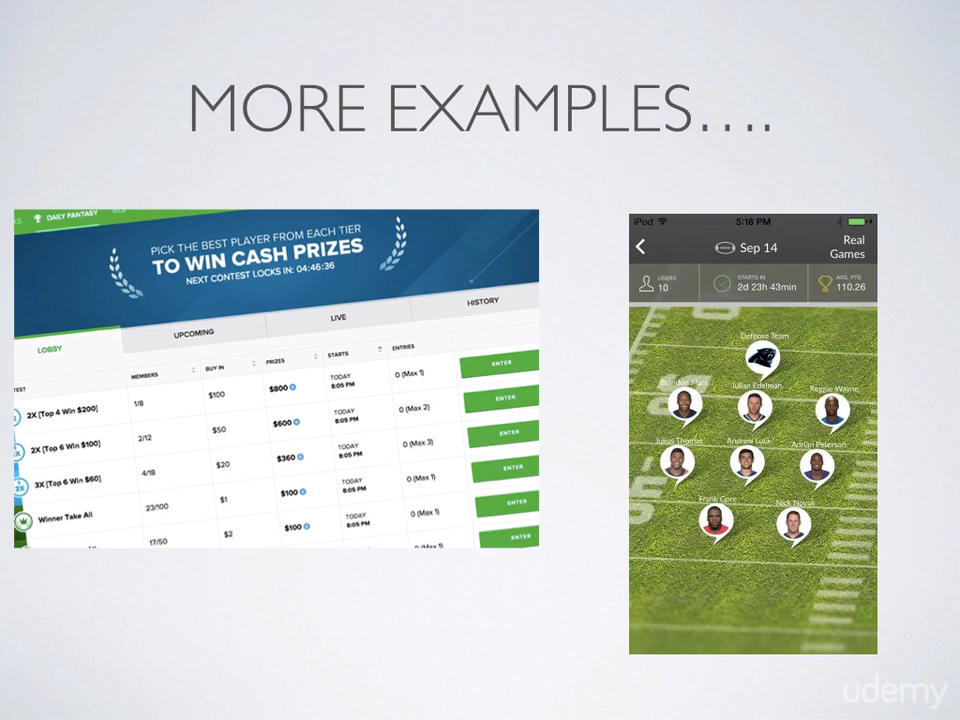 MORE EXAMPLES....
DAILY FANTASY
PICK THE BEST PLAYER FROM EACH TIER
TO WIN CASH PRIZES
NEXT CONTEST LOCKS IN: 04:46:36
LOBBY
UPCOMING
LIVE
HISTORY
MEMBERS
BUY IN
PRIZES
STARTS
ENTRIES
2X [Top 4 Win $200]
1/8
$100
$800
TODAY
8:05 PM
0 (Max 1)
ENTER
2X [Top 6 Win $100]
2/12
$50
$600
TODAY
8:05 PM
0 (Max 2)
ENTER
3X
3X [Top 6 Win $60]
4/18
$20
$360
TODAY
8:05 PM
0 (Max 3)
ENTER
Winner Take All
23/100
$1
$100
TODAY
8:05 PM
0 (Max 1)
ENTER
17/50
$2
$100
TODAY
8:05 PM
0 (Max 1)
ENTER
ENTER
iPod
5:16 PM
Sep 14
Real
Games
USERS
10
STARTS IN
2d 23h 43min
AVG. PTS
110.26
Defense Team
Julian Edelman
Reggie Wayne
Julius Thomas
Andrew Luck
Adrian Peterson
Frank Gore
Nick Novak
udemy